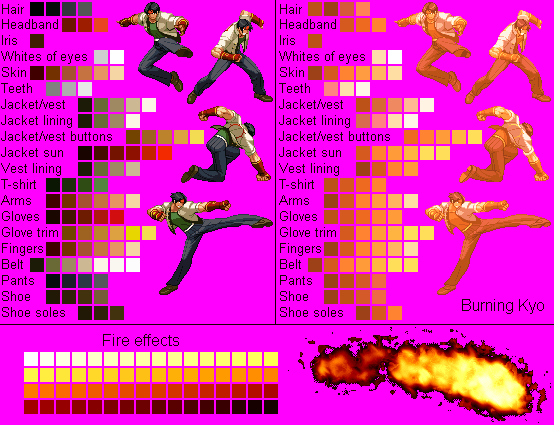 Hair
Headband
Iris
Whites of eyes
Skin
Teeth
Jacket/vest
Jacket lining
Jacket/vest buttons
Jacket sun
Vest lining
T-shirt
Arms
Gloves
Glove trim
Fingers
Belt
Pants
Shoe
Shoe soles
Hair
Headband
Iris
Whites of eyes
Skin
Teeth
Jacket/vest
Jacket lining
Jacket/vest buttons
Jacket sun
Vest lining
T-shirt
Arms
Gloves
Glove trim
Fingers
Belt
Pants
Shoe
Shoe soles
Burning Kyo
Fire effects